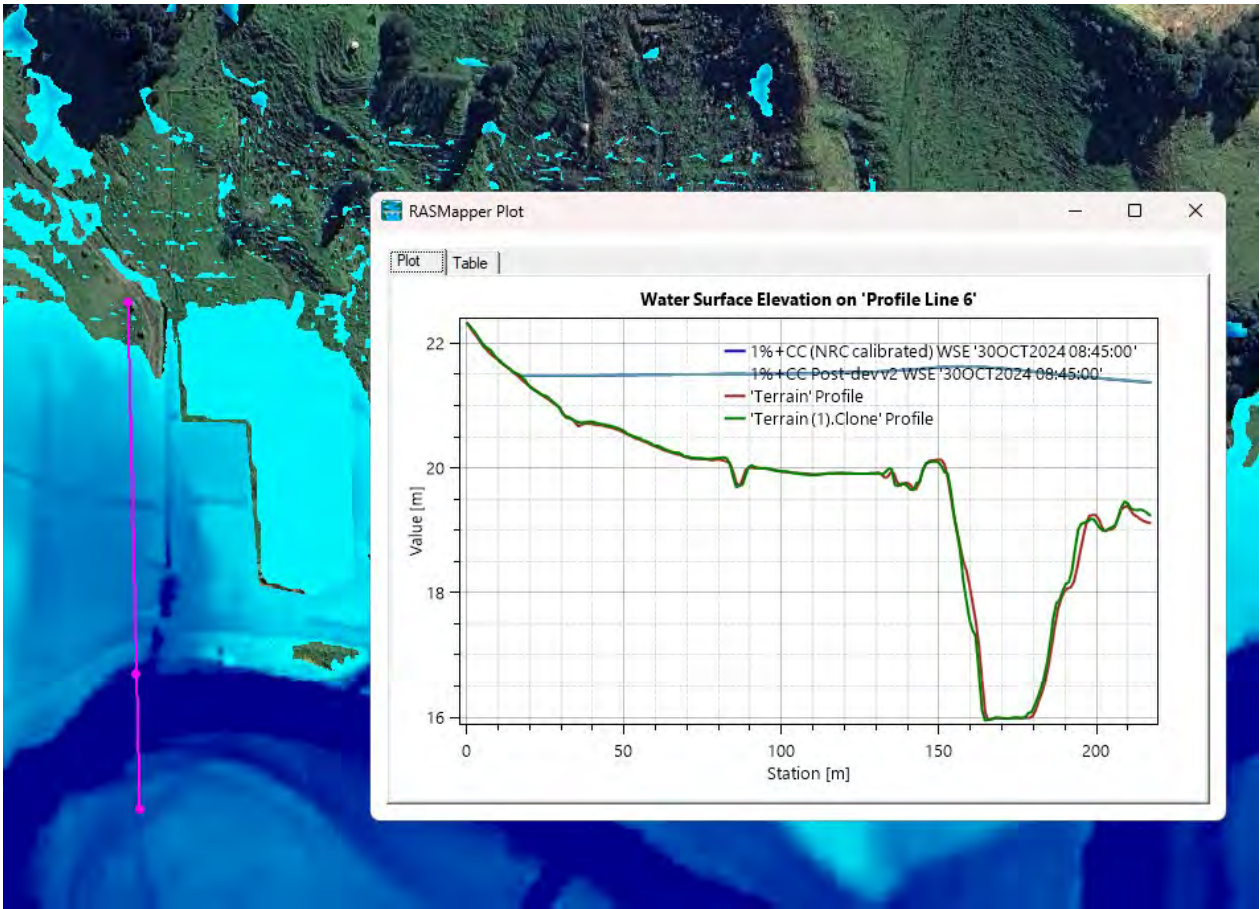 RASMapper Plot
Plot
Table
Water Surface Elevation on 'Profile Line 6'
1%+CC (NRC calibrated) WSE '30OCT2024 08:45:00'
1%+CC Post-dev v2 WSE '30OCT2024 08:45:00'
'Terrain' Profile
'Terrain (1).Clone' Profile
Value [m]
22
20
18
16
0
50
100
150
200
Station [m]